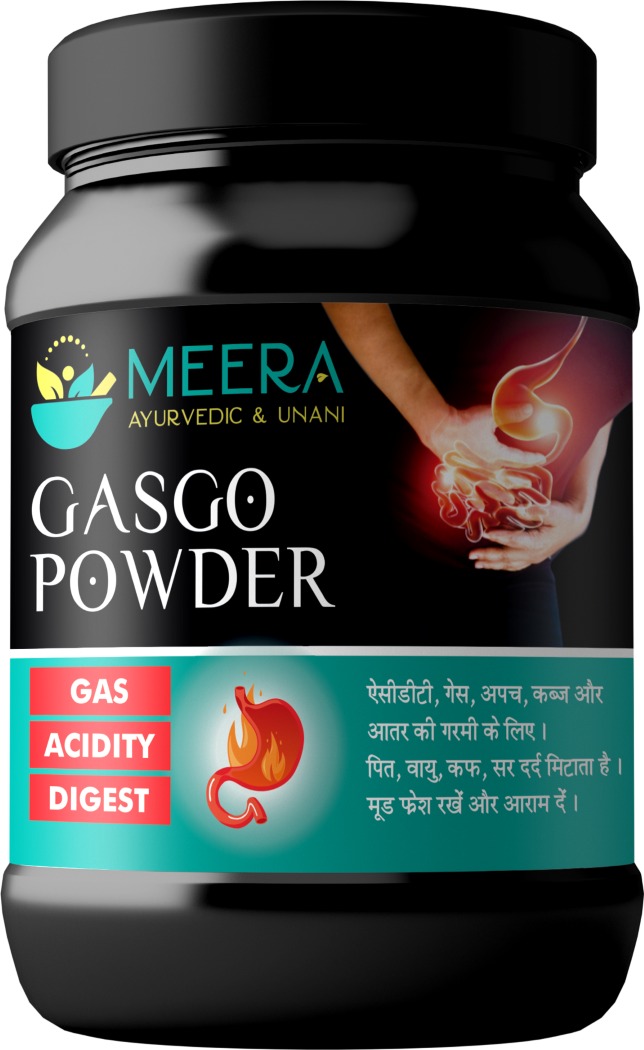 MEERA
AYURVEDIC & UNANI
GASGO
POWDER
GAS
ACIDITY
DIGEST
ऐसीडीटी, गेस, अपच, कब्ज और
आतर की गरमी के लिए ।
पित, वायु, कफ, सर दर्द मिटाता है ।
मूड फ्रेश रखें और आराम दें ।